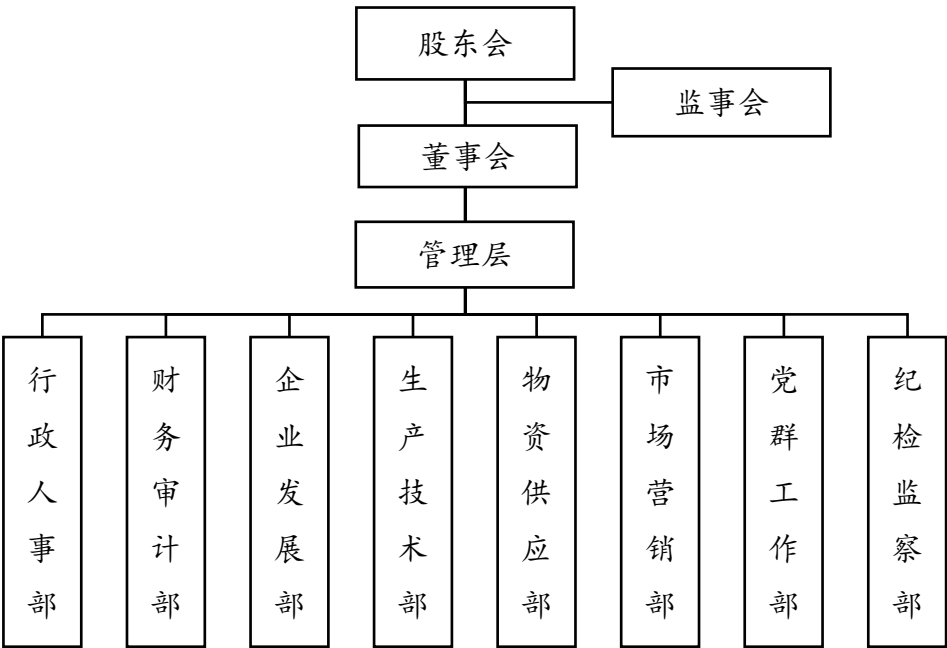 股东会
监事会
董事会
管理层
行政人事部
财务审计部
企业发展部
生产技术部
物资供应部
市场营销部
党群工作部
纪检监察部